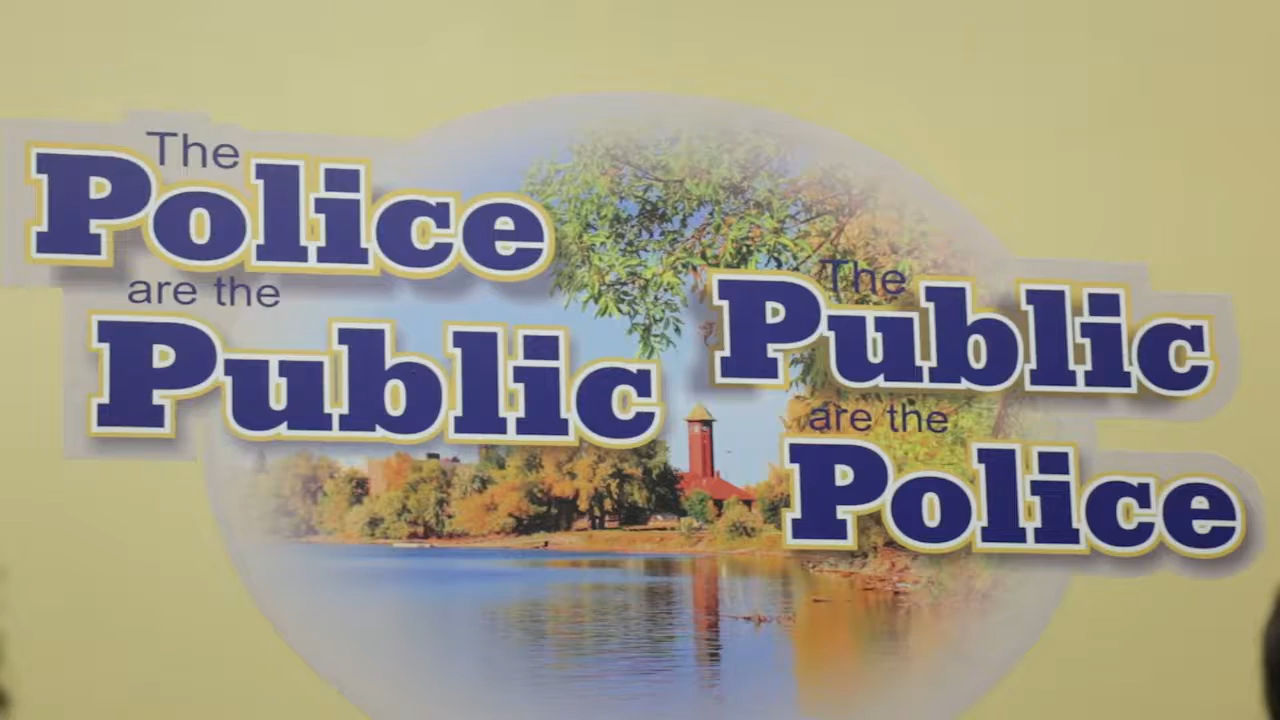 The
Police
are the
Public
The
Public
are the
Police